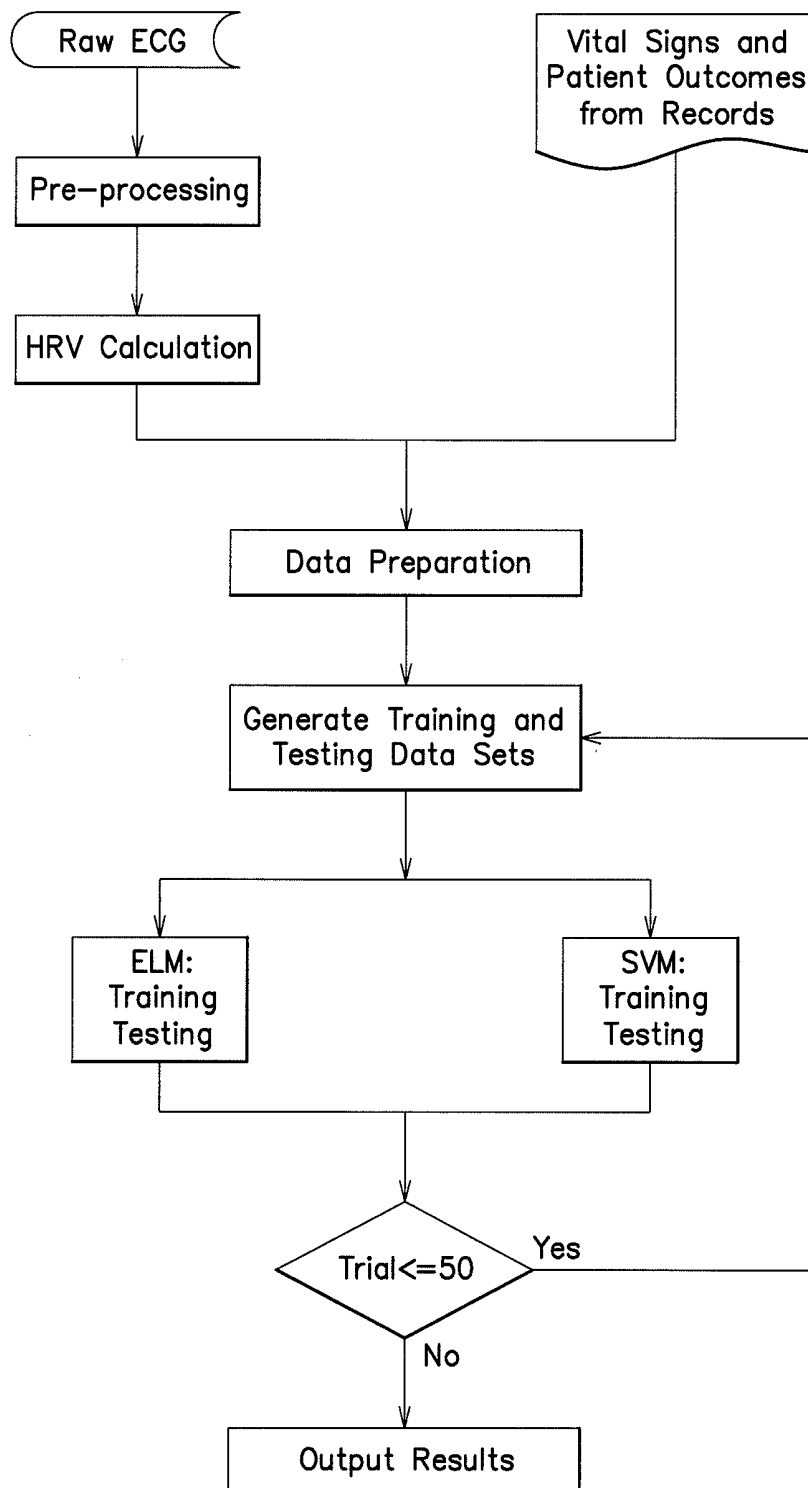 Raw ECG
Vital Signs and
Patient Outcomes
from Records
Pre-processing
HRV Calculation
Data Preparation
Generate Training and
Testing Data Sets
ELM:
Training
Testing
SVM:
Training
Testing
Trial<=50
Yes
No
Output Results